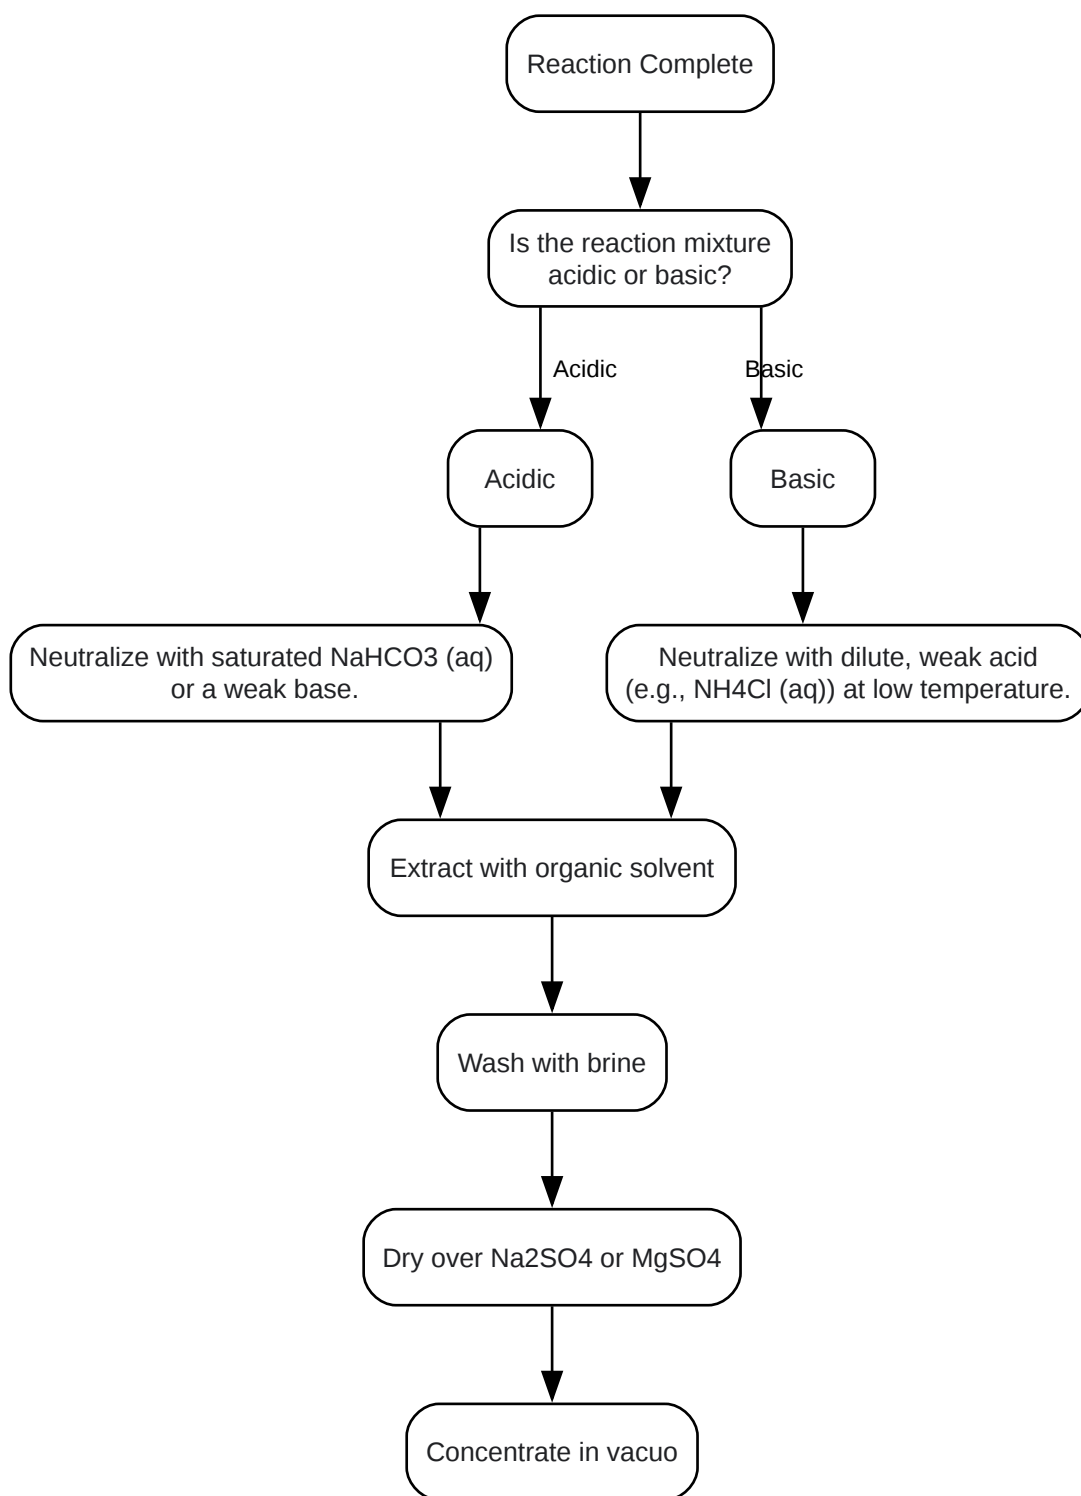 Reaction Complete
Is the reaction mixture
acidic or basic?
Acidic
Basic
Acidic
Basic
Neutralize with saturated NaHCO3 (aq)
or a weak base.
Neutralize with dilute, weak acid
(e.g., NH4Cl (aq)) at low temperature.
Extract with organic solvent
Wash with brine
Dry over Na2SO4 or MgSO4
Concentrate in vacuo